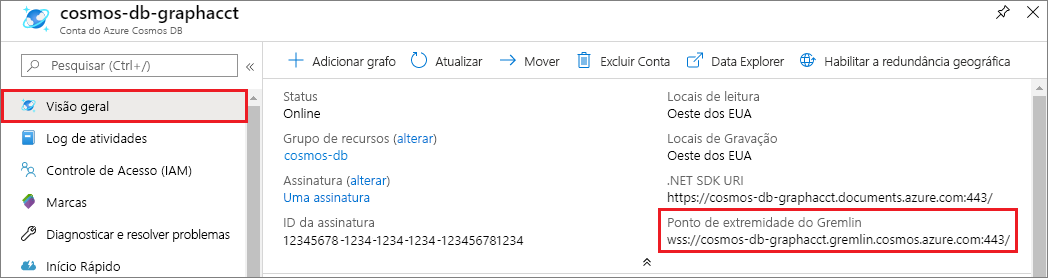 cosmos-db-graphacct
Conta do Azure Cosmos DB
Pesquisar (Ctrl+/)
«
Visão geral
Log de atividades
Controle de Acesso (IAM)
Marcas
Diagnosticar e resolver problemas
Início Rápido
Adicionar grafo
Atualizar
Mover
Excluir Conta
Data Explorer
Habilitar a redundância geográfica
Status
Online
Grupo de recursos (alterar)
cosmos-db
Assinatura (alterar)
Uma assinatura
ID da assinatura
12345678-1234-1234-1234-123456781234
Locais de leitura
Oeste dos EUA
Locais de Gravação
Oeste dos EUA
.NET SDK URI
https://cosmos-db-graphacct.documents.azure.com:443/
Ponto de extremidade do Gremlin
wss://cosmos-db-graphacct.gremlin.cosmos.azure.com:443/